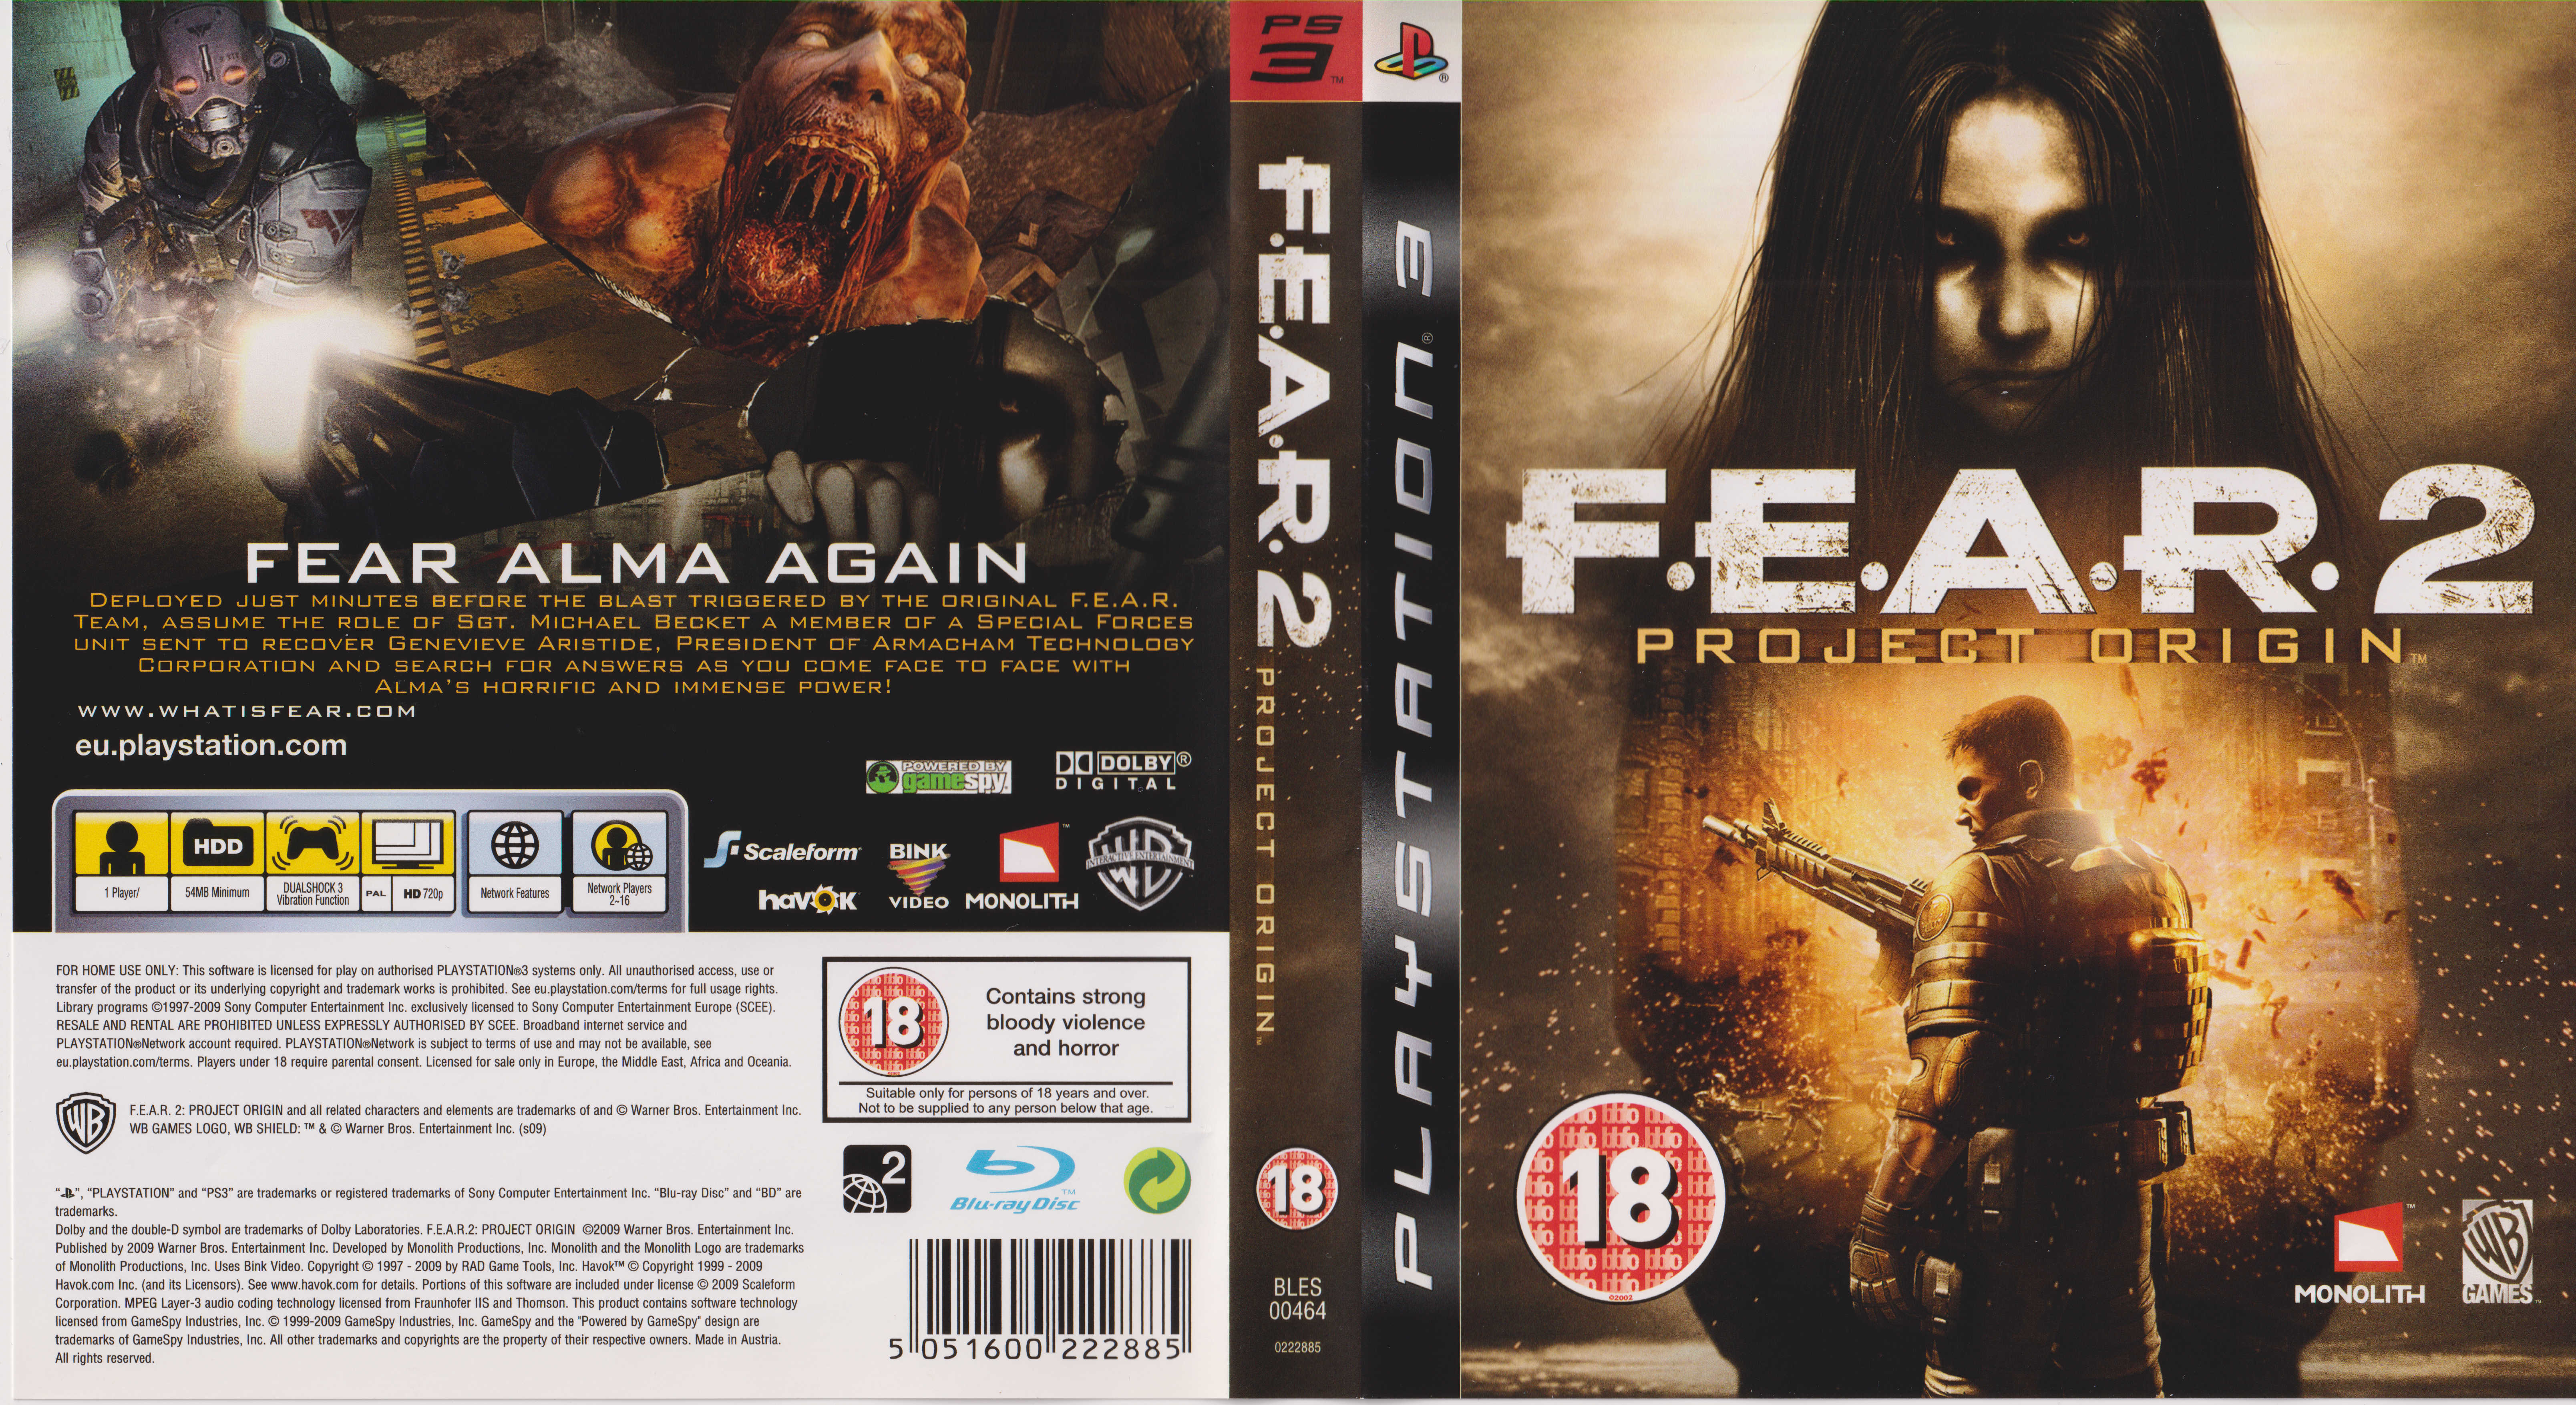 FEAR ALMA AGAIN
DEPLOYED JUST MINUTES BEFORE THE BLAST TRIGGERED BY THE ORIGINAL F.E.A.R.
TEAM, ASSUME THE ROLE OF SGT. MICHAEL BECKET A MEMBER OF A SPECIAL FORCES
UNIT SENT TO RECOVER GENEVIEVE ARISTIDE, PRESIDENT OF ARMACHAM TECHNOLOGY
CORPORATION AND SEARCH FOR ANSWERS AS YOU COME FACE TO FACE WITH
ALMA'S HORRIFIC AND IMMENSE POWER!
WWW.WHATISFEAR.COM
eu.playstation.com
POWERED BY
gamespy.
DOLBY®
DIGITAL
HDD
1 Player/
54MB Minimum
DUALSHOCK 3
Vibration Function
PAL
HD 720p
Network Features
Network Players
2~16
Scaleform
havok
BINK
VIDEO
MONOLITH™
WB
INTERACTIVE ENTERTAINMENT
FOR HOME USE ONLY: This software is licensed for play on authorised PLAYSTATION®3 systems only. All unauthorised access, use or
transfer of the product or its underlying copyright and trademark works is prohibited. See eu.playstation.com/terms for full usage rights.
Library programs ©1997-2009 Sony Computer Entertainment Inc. exclusively licensed to Sony Computer Entertainment Europe (SCEE).
RESALE AND RENTAL ARE PROHIBITED UNLESS EXPRESSLY AUTHORISED BY SCEE. Broadband internet service and
PLAYSTATION®Network account required. PLAYSTATION®Network is subject to terms of use and may not be available, see
eu.playstation.com/terms. Players under 18 require parental consent. Licensed for sale only in Europe, the Middle East, Africa and Oceania.
WB
F.E.A.R. 2: PROJECT ORIGIN and all related characters and elements are trademarks of and © Warner Bros. Entertainment Inc.
WB GAMES LOGO, WB SHIELD: ™ & © Warner Bros. Entertainment Inc. (s09)
“ ”, “PLAYSTATION” and “PS3” are trademarks or registered trademarks of Sony Computer Entertainment Inc. “Blu-ray Disc” and “BD” are
trademarks.
Dolby and the double-D symbol are trademarks of Dolby Laboratories. F.E.A.R.2: PROJECT ORIGIN ©2009 Warner Bros. Entertainment Inc.
Published by 2009 Warner Bros. Entertainment Inc. Developed by Monolith Productions, Inc. Monolith and the Monolith Logo are trademarks
of Monolith Productions, Inc. Uses Bink Video. Copyright © 1997 - 2009 by RAD Game Tools, Inc. Havok™ © Copyright 1999 - 2009
Havok.com Inc. (and its Licensors). See www.havok.com for details. Portions of this software are included under license © 2009 Scaleform
Corporation. MPEG Layer-3 audio coding technology licensed from Fraunhofer IIS and Thomson. This product contains software technology
licensed from GameSpy Industries, Inc. © 1999-2009 GameSpy Industries, Inc. GameSpy and the "Powered by GameSpy" design are
trademarks of GameSpy Industries, Inc. All other trademarks and copyrights are the property of their respective owners. Made in Austria.
All rights reserved.
18
Contains strong
bloody violence
and horror
Suitable only for persons of 18 years and over.
Not to be supplied to any person below that age.
2
Blu-ray Disc™
5 051600 222885
PS
3™
F.E.A.R. 2 PROJECT ORIGIN™
18
BLES
00464
0222885
PLAYSTATION®3
F.E.A.R. 2
PROJECT ORIGIN™
18
©2002
MONOLITH™
WB
GAMES™